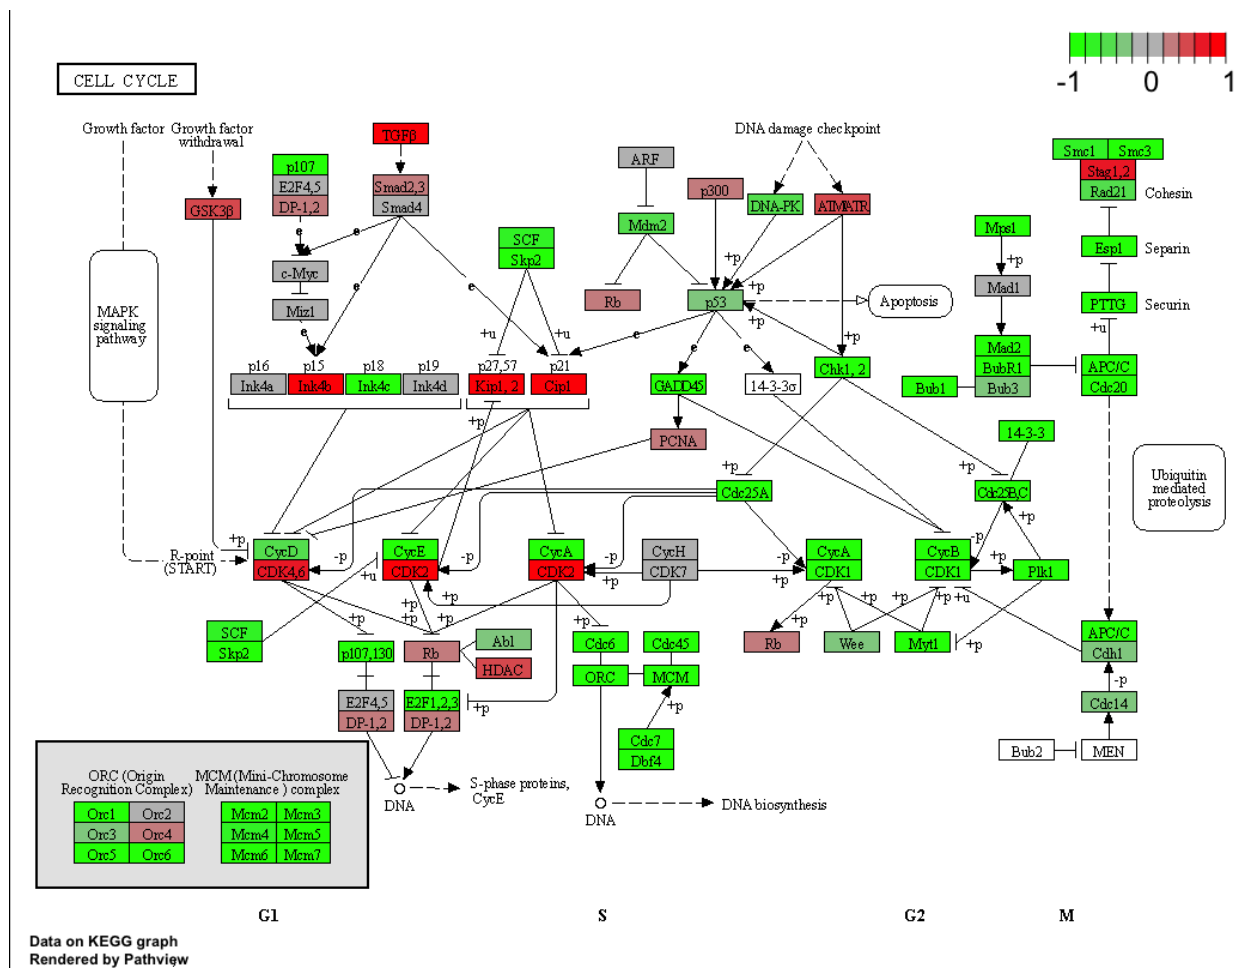 -1 0 1
CELL CYCLE
Growth factor
Growth factor
withdrawal
TGFβ
DNA damage checkpoint
Smc1 Smc3
Stag1,2
Rad21
Cohesin
p107
E2F4,5
DP-1,2
Smad2,3
Smad4
ARF
p300
DNA-PK
ATM/ATR
GSK3β
Mdm2
Mps1
+p
Esp1
Separin
SCF
Skp2
e
e
c-Myc
Miz1
Rb
p53
+p
+p
+p
Apoptosis
Mad1
PTTG
Securin
+u
MAPK
signaling
pathway
e
e
e
+u
+u
e
e
e
+p
Mad2
BubR1
Bub3
Bub1
APC/C
Cdc20
p16
Ink4a
p15
Ink4b
p18
Ink4c
p19
Ink4d
p27,57
Kip1, 2
p21
Cip1
GADD45
14-3-3σ
Chk1, 2
+p
PCNA
14-3-3
Ubiquitin
mediated
proteolysis
+p
Cdc25A
+p
Cdc25B,C
R-point
(START)
+p
CycD
CDK4,6
-p
+u
CycE
CDK2
-p
CycA
CDK2
-p
+p
CycH
CDK7
-p
+p
CycA
CDK1
CycB
CDK1
-p
+p
+p
Plk1
SCF
Skp2
+p
+p
+p
+p
+p
+p
+p
+p
+u
+p
p107,130
Rb
Abl
HDAC
Cdc6
Cdc45
ORC
MCM
Rb
Wee
Myt1
APC/C
Cdh1
-p
Cdc14
E2F4,5
DP-1,2
E2F1,2,3
DP-1,2
+p
+p
Cdc7
Dbf4
Bub2
MEN
DNA
S-phase proteins,
CycE
DNA
DNA biosynthesis
ORC (Origin
Recognition Complex)
MCM (Mini-Chromosome
Maintenance ) complex
Orc1 Orc2 Mcm2 Mcm3
Orc3 Orc4 Mcm4 Mcm5
Orc5 Orc6 Mcm6 Mcm7
G1 S G2 M
Data on KEGG graph
Rendered by Pathview